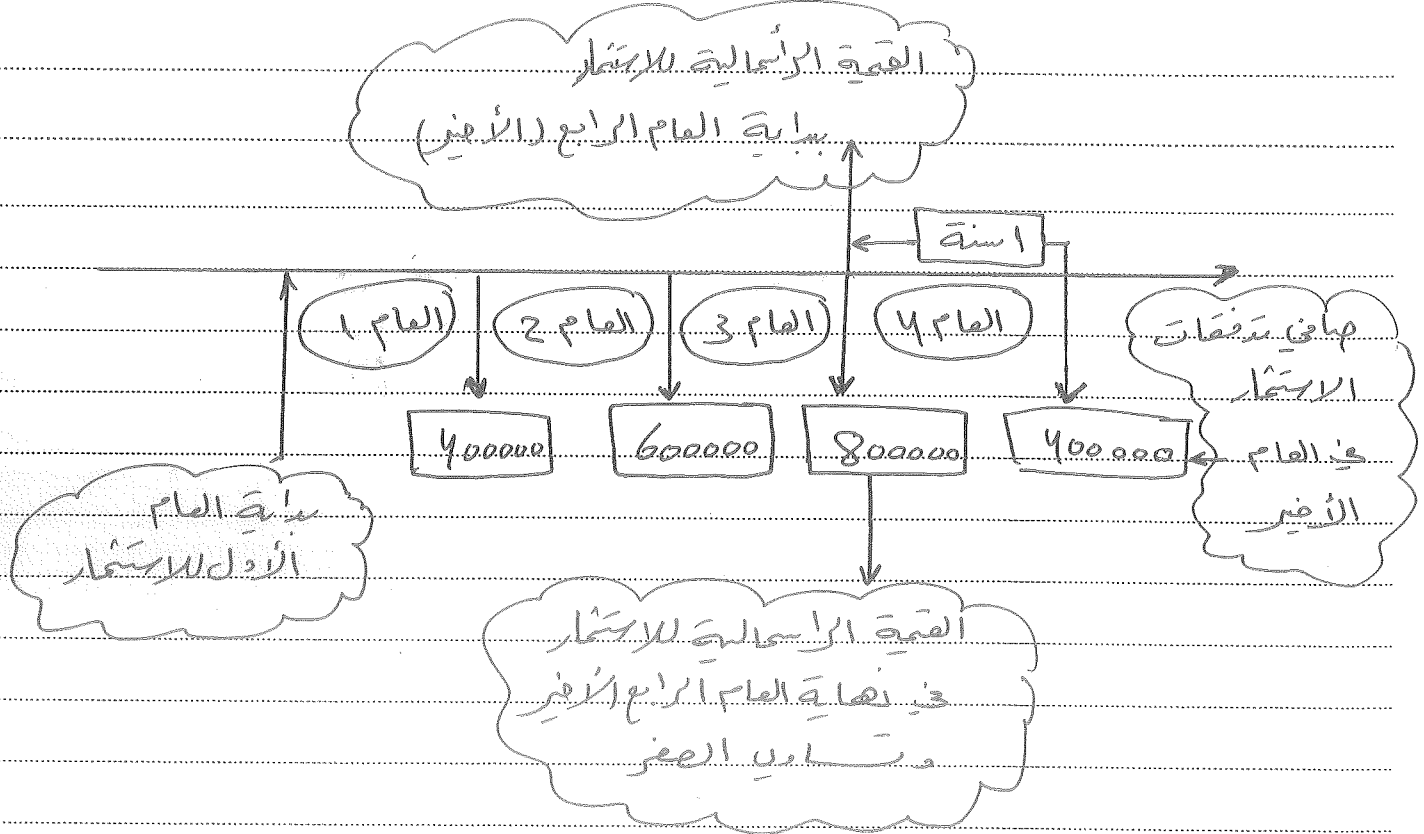 القيمة الرأسمالية للاستثمار
ببداية العام الرابع (الأخير)
1 سنة
العام 1
العام 2
العام 3
العام 4
صافي تدفقات
الاستثمار
في العام
الأخير
400000
600000
800000
400000
بداية العام
الأول للاستثمار
القيمة الراسمالية للاستثمار
في نهاية العام الرابع الأخير
وتساوي الصفر